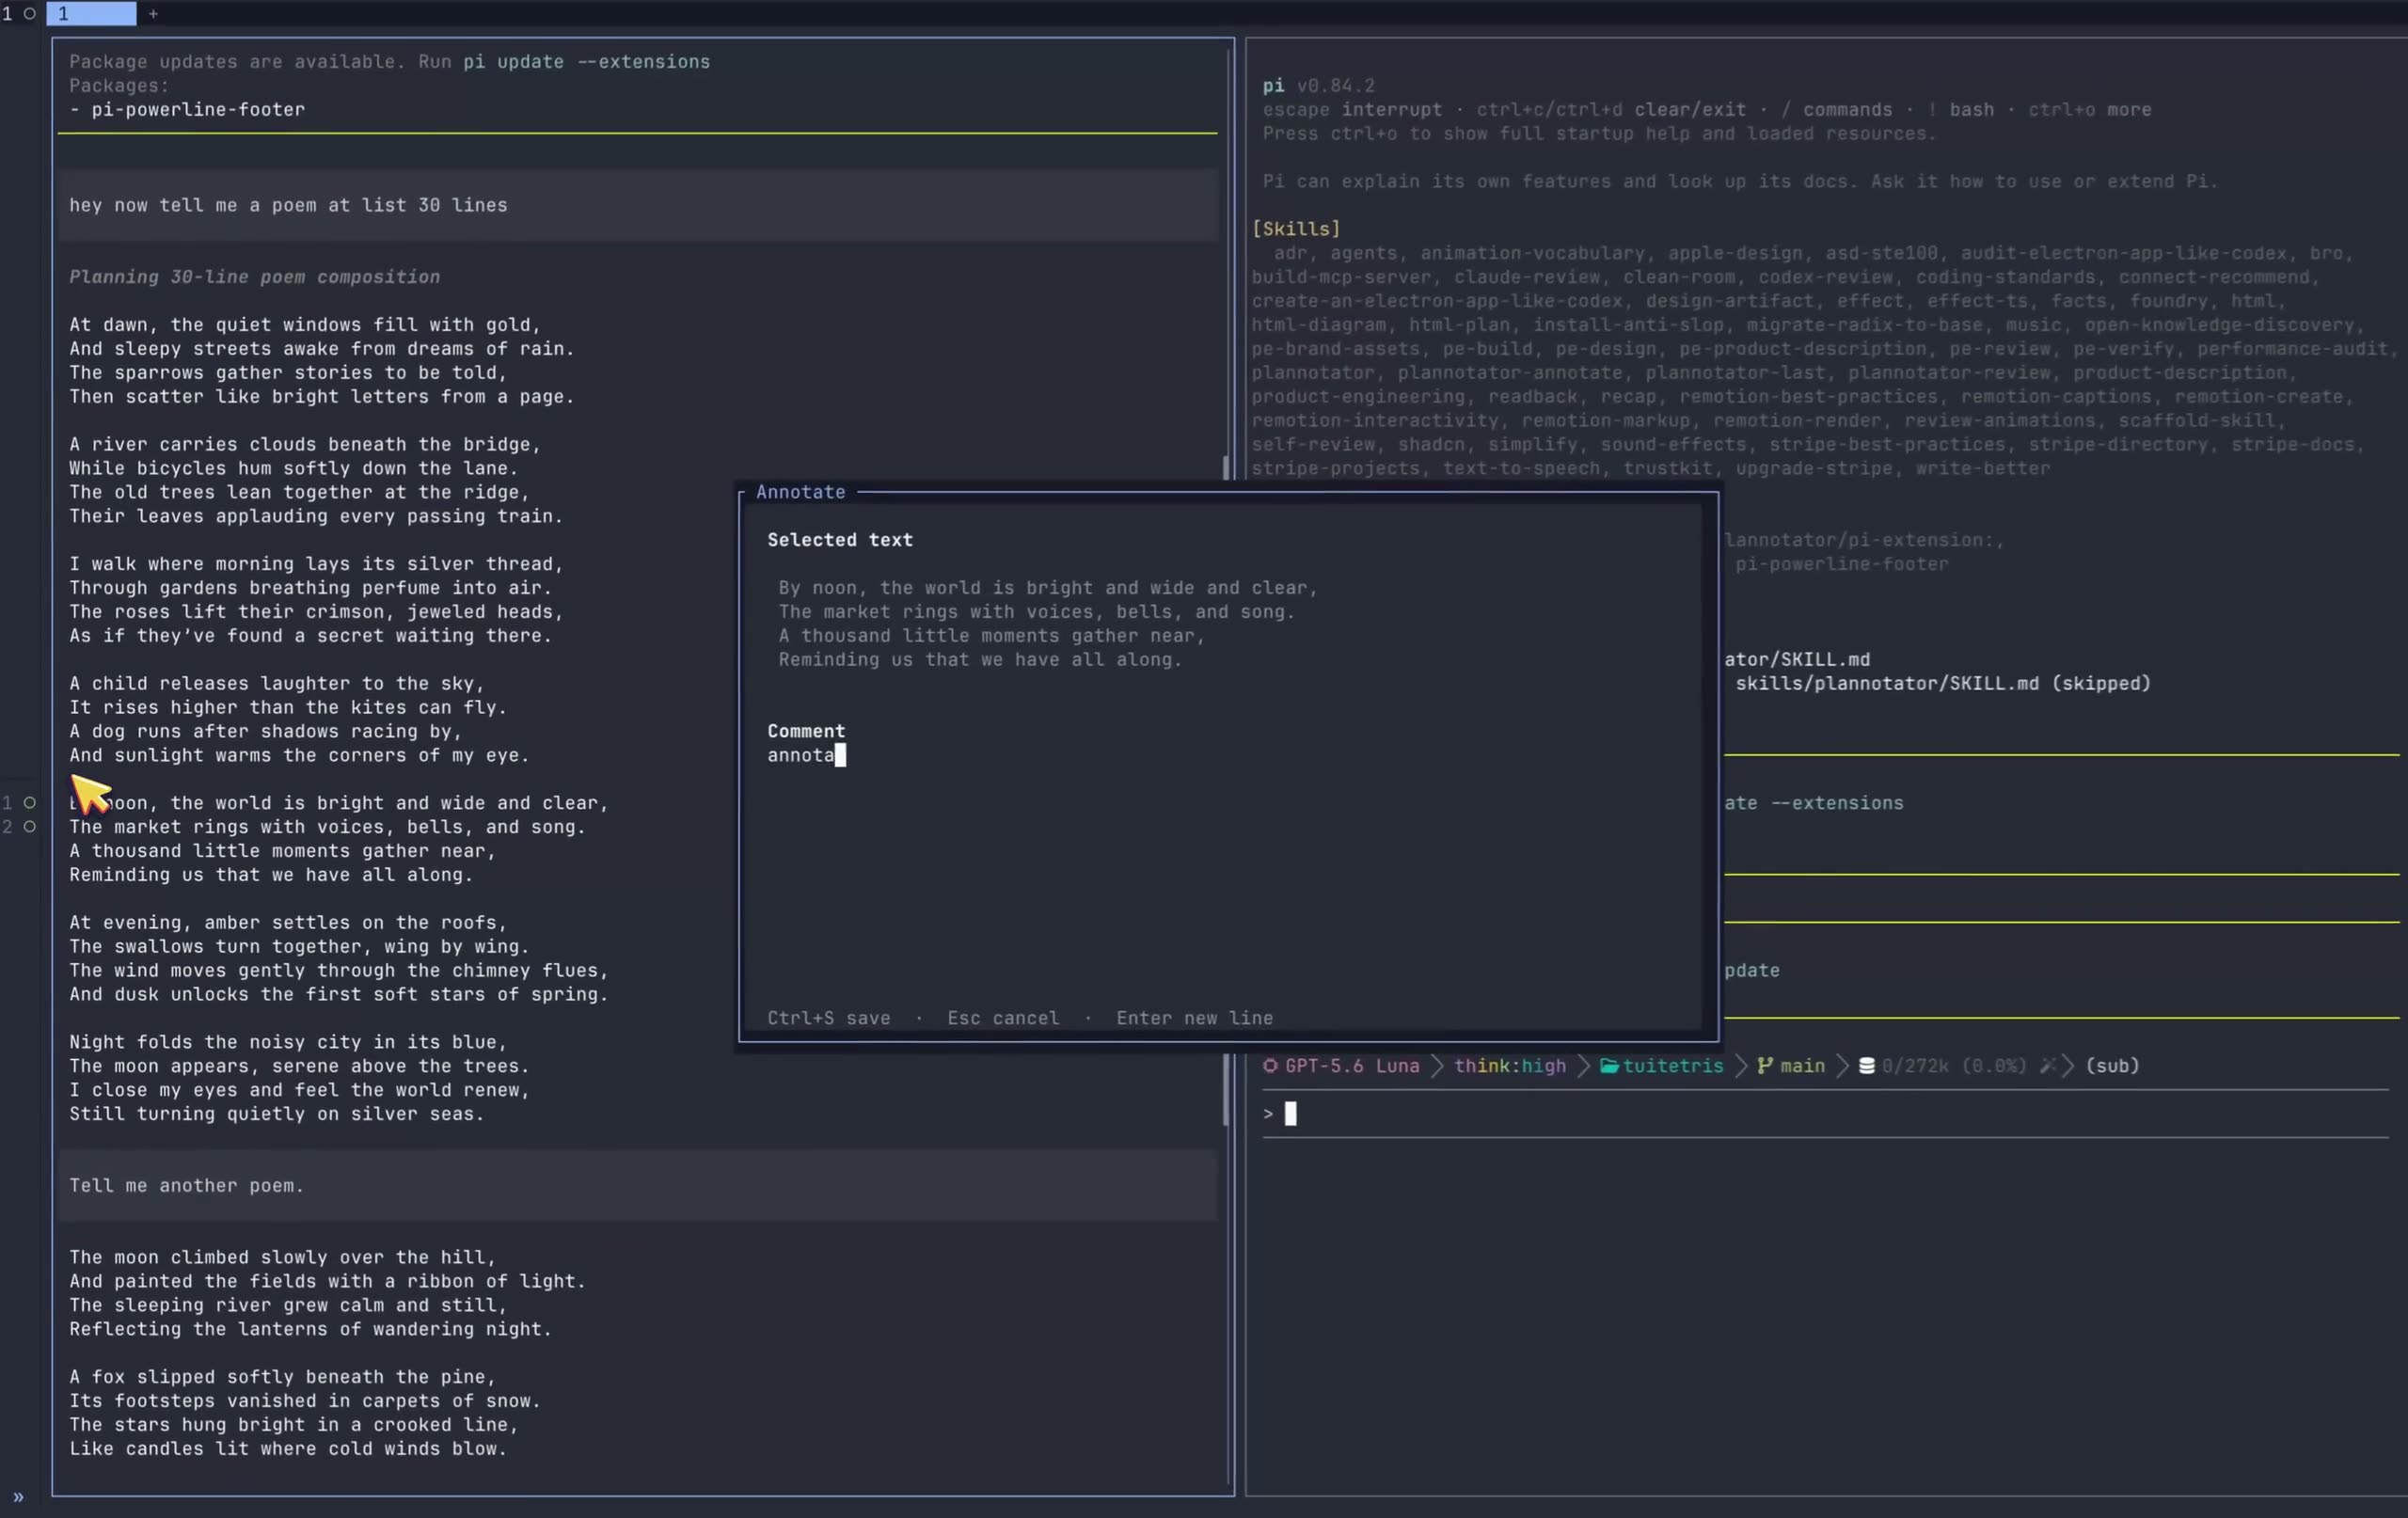 1 ○ 1 +
Package updates are available. Run pi update --extensions
Packages:
- pi-powerline-footer
hey now tell me a poem at list 30 lines
Planning 30-line poem composition
At dawn, the quiet windows fill with gold,
And sleepy streets awake from dreams of rain.
The sparrows gather stories to be told,
Then scatter like bright letters from a page.
A river carries clouds beneath the bridge,
While bicycles hum softly down the lane.
The old trees lean together at the ridge,
Their leaves applauding every passing train.
I walk where morning lays its silver thread,
Through gardens breathing perfume into air.
The roses lift their crimson, jeweled heads,
As if they've found a secret waiting there.
A child releases laughter to the sky,
It rises higher than the kites can fly.
A dog runs after shadows racing by,
And sunlight warms the corners of my eye.
1 ○
2 ○
noon, the world is bright and wide and clear,
The market rings with voices, bells, and song.
A thousand little moments gather near,
Reminding us that we have all along.
At evening, amber settles on the roofs,
The swallows turn together, wing by wing.
The wind moves gently through the chimney flues,
And dusk unlocks the first soft stars of spring.
Night folds the noisy city in its blue,
The moon appears, serene above the trees.
I close my eyes and feel the world renew,
Still turning quietly on silver seas.
Tell me another poem.
The moon climbed slowly over the hill,
And painted the fields with a ribbon of light.
The sleeping river grew calm and still,
Reflecting the lanterns of wandering night.
A fox slipped softly beneath the pine,
Its footsteps vanished in carpets of snow.
The stars hung bright in a crooked line,
Like candles lit where cold winds blow.
»
Annotate
Selected text
By noon, the world is bright and wide and clear,
The market rings with voices, bells, and song.
A thousand little moments gather near,
Reminding us that we have all along.
Comment
annota
Ctrl+S save · Esc cancel · Enter new line
pi v0.84.2
escape interrupt · ctrl+c/ctrl+d clear/exit · / commands · ! bash · ctrl+o more
Press ctrl+o to show full startup help and loaded resources.
Pi can explain its own features and look up its docs. Ask it how to use or extend Pi.
[Skills]
adr, agents, animation-vocabulary, apple-design, asd-ste100, audit-electron-app-like-codex, bro,
build-mcp-server, claude-review, clean-room, codex-review, coding-standards, connect-recommend,
create-an-electron-app-like-codex, design-artifact, effect, effect-ts, facts, foundry, html,
html-diagram, html-plan, install-anti-slop, migrate-radix-to-base, music, open-knowledge-discovery,
pe-brand-assets, pe-build, pe-design, pe-product-description, pe-review, pe-verify, performance-audit,
plannotator, plannotator-annotate, plannotator-last, plannotator-review, product-description,
product-engineering, readback, recap, remotion-best-practices, remotion-captions, remotion-create,
remotion-interactivity, remotion-markup, remotion-render, review-animations, scaffold-skill,
self-review, shadcn, simplify, sound-effects, stripe-best-practices, stripe-directory, stripe-docs,
stripe-projects, text-to-speech, trustkit, upgrade-stripe, write-better
lannotator/pi-extension:,
pi-powerline-footer
ator/SKILL.md
skills/plannotator/SKILL.md (skipped)
ate --extensions
pdate
GPT-5.6 Luna > think:high > tuitetris > main > 0/272k (0.0%) > (sub)
>